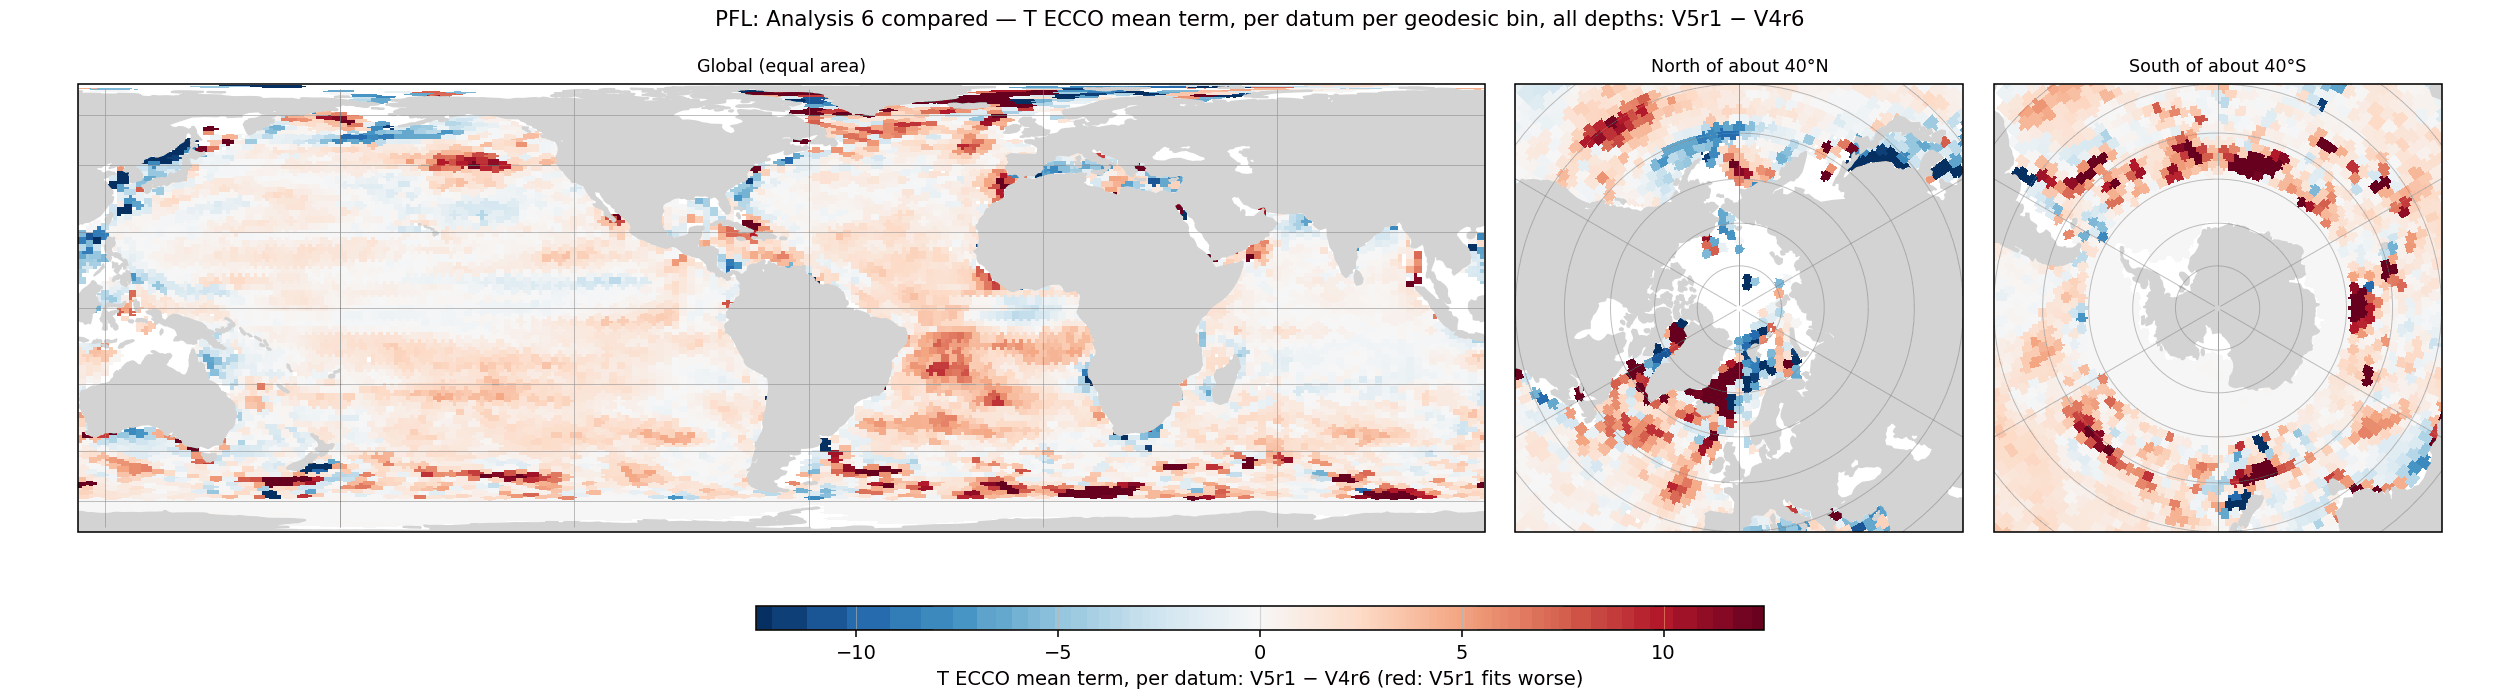 PFL: Analysis 6 compared — T ECCO mean term, per datum per geodesic bin, all depths: V5r1 − V4r6
Global (equal area)
North of about 40°N
South of about 40°S
−10
−5
0
5
10
T ECCO mean term, per datum: V5r1 − V4r6 (red: V5r1 fits worse)